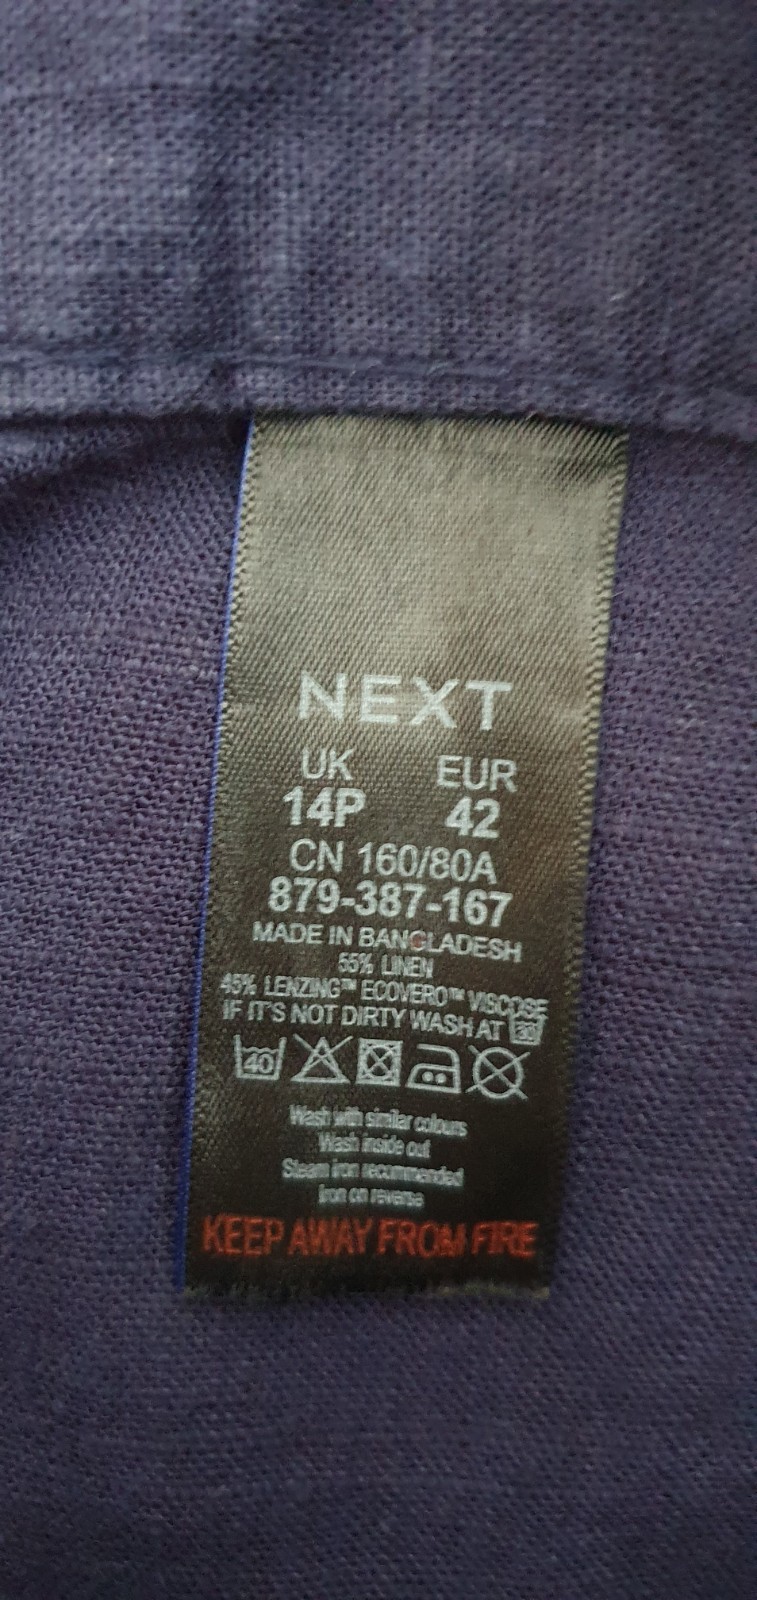 NEXT
UK EUR
14P 42
CN 160/80A
879-387-167
MADE IN BANGLADESH
55% LINEN
45% LENZING™ ECOVERO™ VISCOSE
IF IT'S NOT DIRTY WASH AT 30
40
Wash with similar colours
Wash inside out
Steam iron recommended
Iron on reverse
KEEP AWAY FROM FIRE